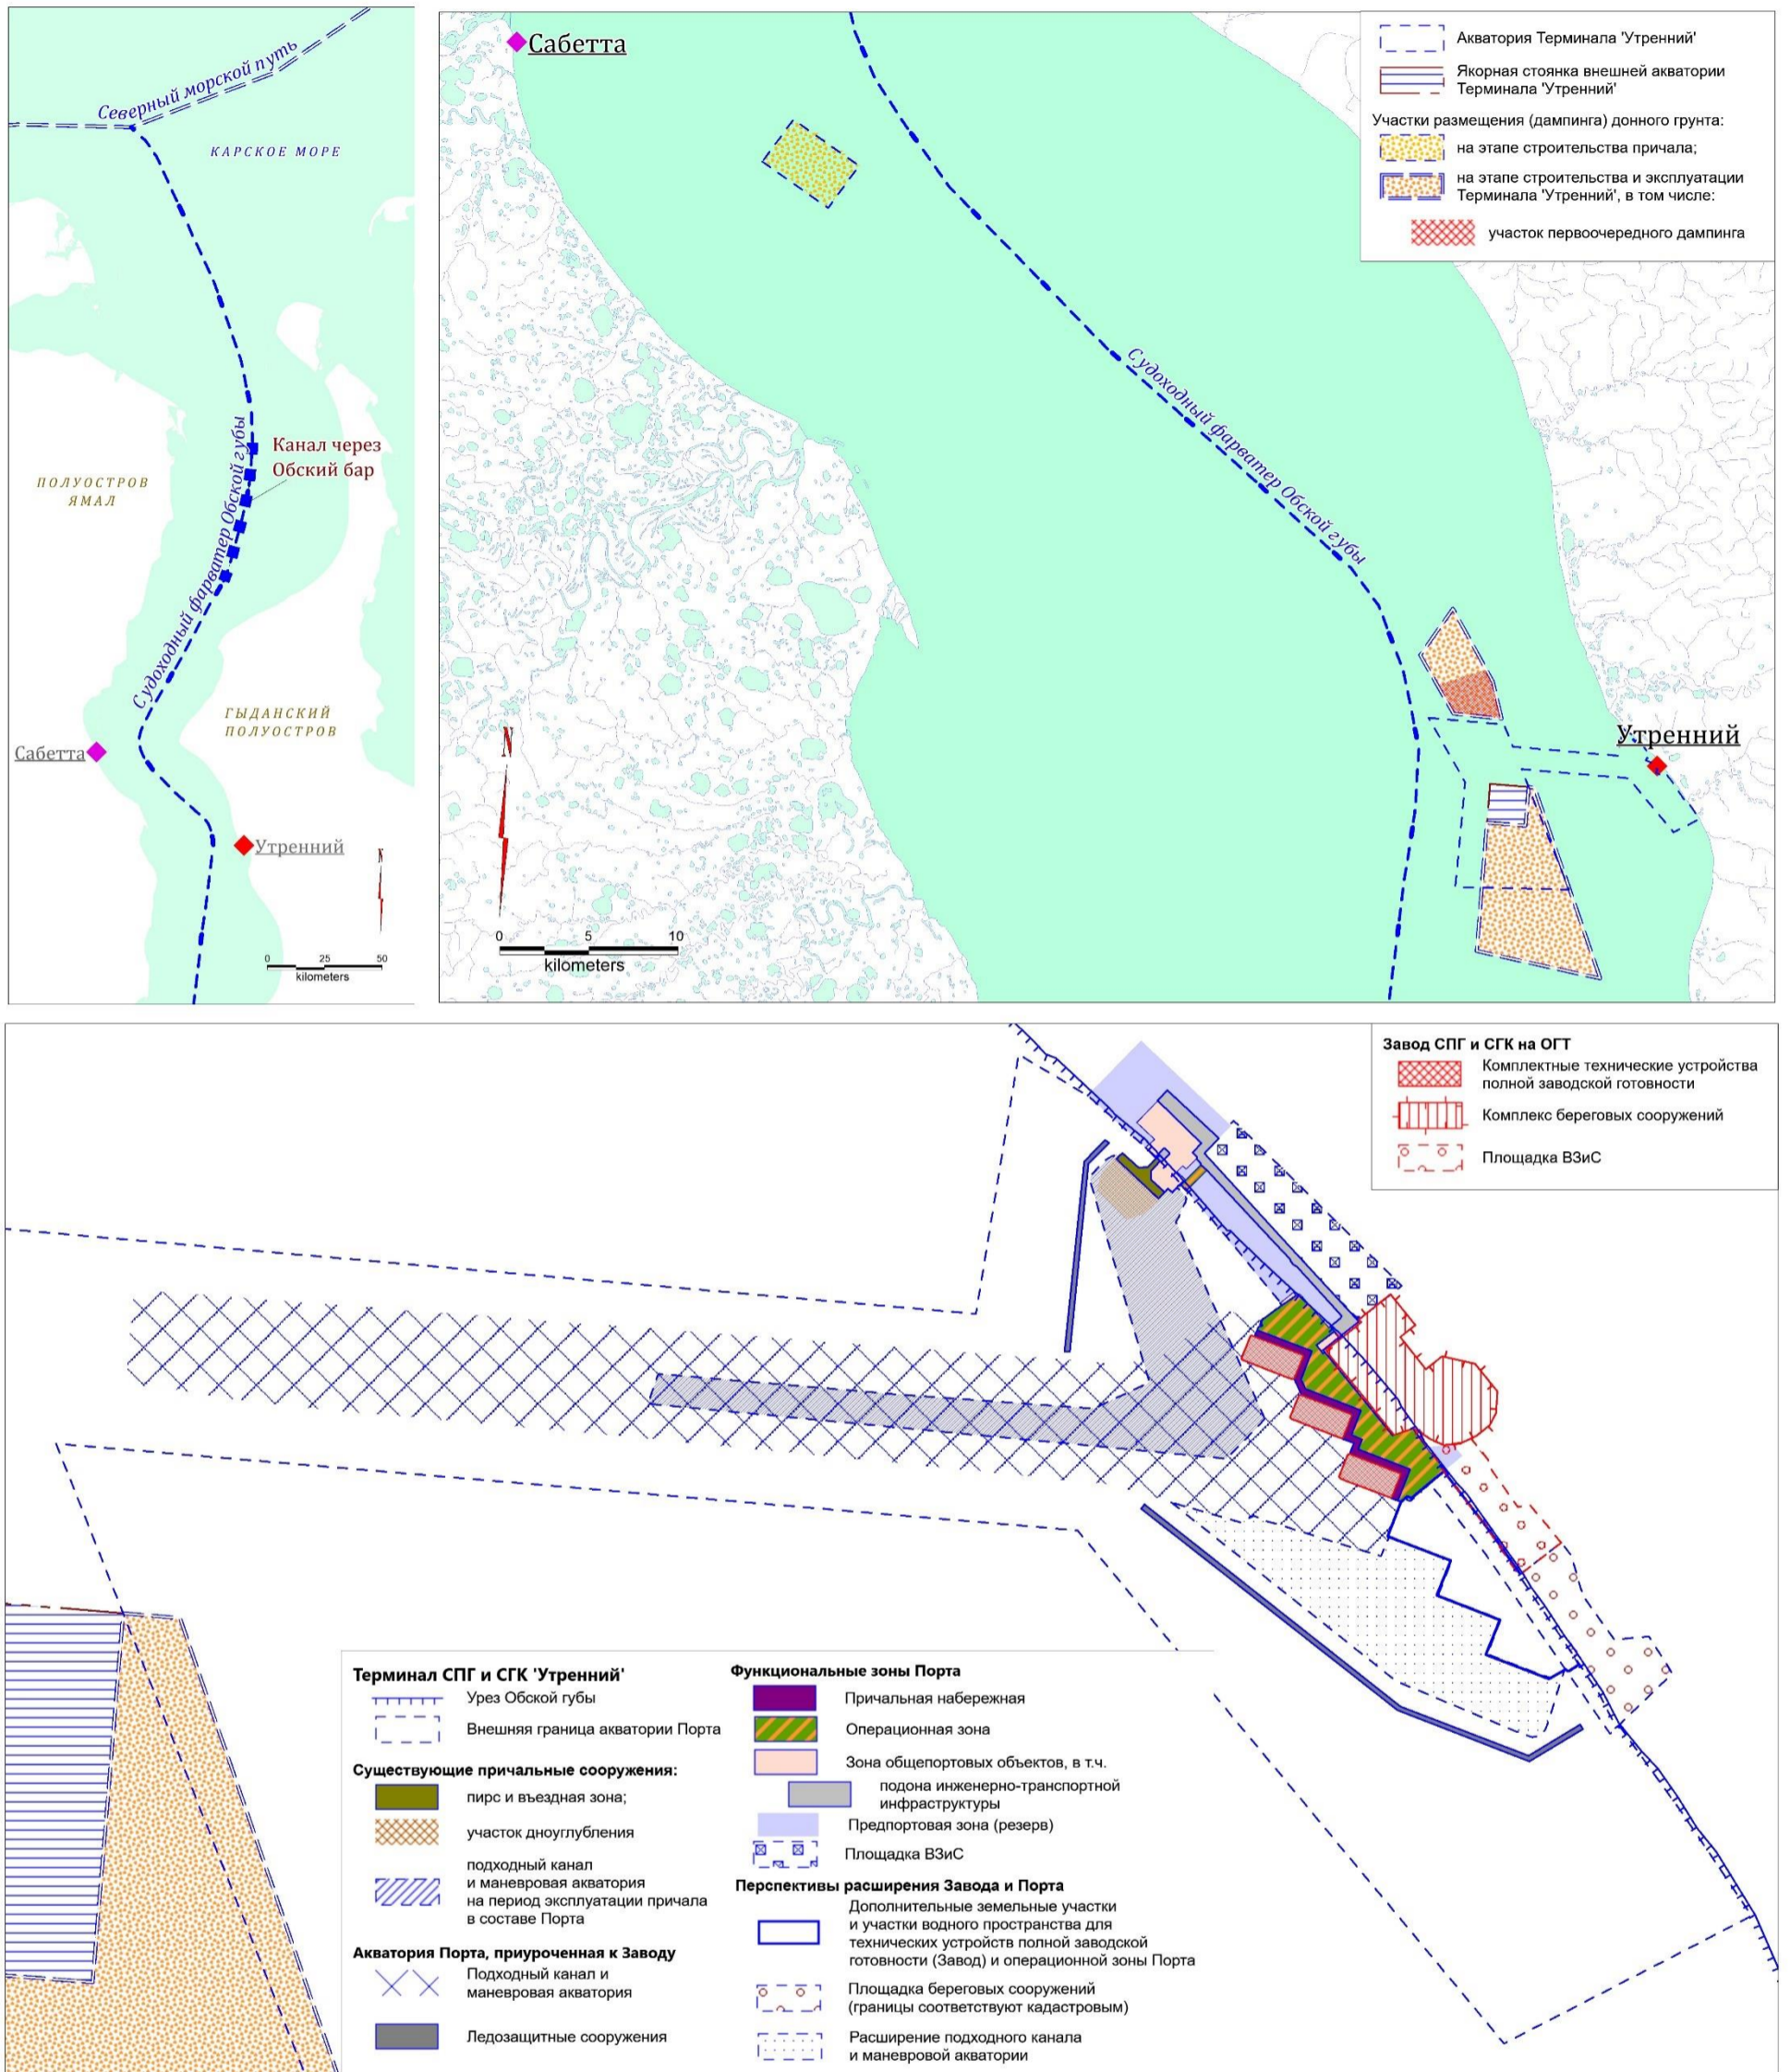 Северный морской путь
КАРСКОЕ МОРЕ
Судоходный фарватер Обской губы
Канал через
Обский бар
ПОЛУОСТРОВ
ЯМАЛ
ГЫДАНСКИЙ
ПОЛУОСТРОВ
Сабетта
Утренний
N
0 25 50
kilometers
Сабетта
Судоходный фарватер Обской губы
Утренний
N
0 5 10
kilometers
Акватория Терминала 'Утренний'
Якорная стоянка внешней акватории
Терминала 'Утренний'
Участки размещения (дампинга) донного грунта:
на этапе строительства причала;
на этапе строительства и эксплуатации
Терминала 'Утренний', в том числе:
участок первоочередного дампинга
Завод СПГ и СГК на ОГТ
Комплектные технические устройства
полной заводской готовности
Комплекс береговых сооружений
Площадка ВЗиС
Терминал СПГ и СГК 'Утренний'
Урез Обской губы
Внешняя граница акватории Порта
Существующие причальные сооружения:
пирс и въездная зона;
участок дноуглубления
подходный канал
и маневровая акватория
на период эксплуатации причала
в составе Порта
Акватория Порта, приуроченная к Заводу
Подходный канал и
маневровая акватория
Ледозащитные сооружения
Функциональные зоны Порта
Причальная набережная
Операционная зона
Зона общепортовых объектов, в т.ч.
подона инженерно-транспортной
инфраструктуры
Предпортовая зона (резерв)
Площадка ВЗиС
Перспективы расширения Завода и Порта
Дополнительные земельные участки
и участки водного пространства для
технических устройств полной заводской
готовности (Завод) и операционной зоны Порта
Площадка береговых сооружений
(границы соответствуют кадастровым)
Расширение подходного канала
и маневровой акватории